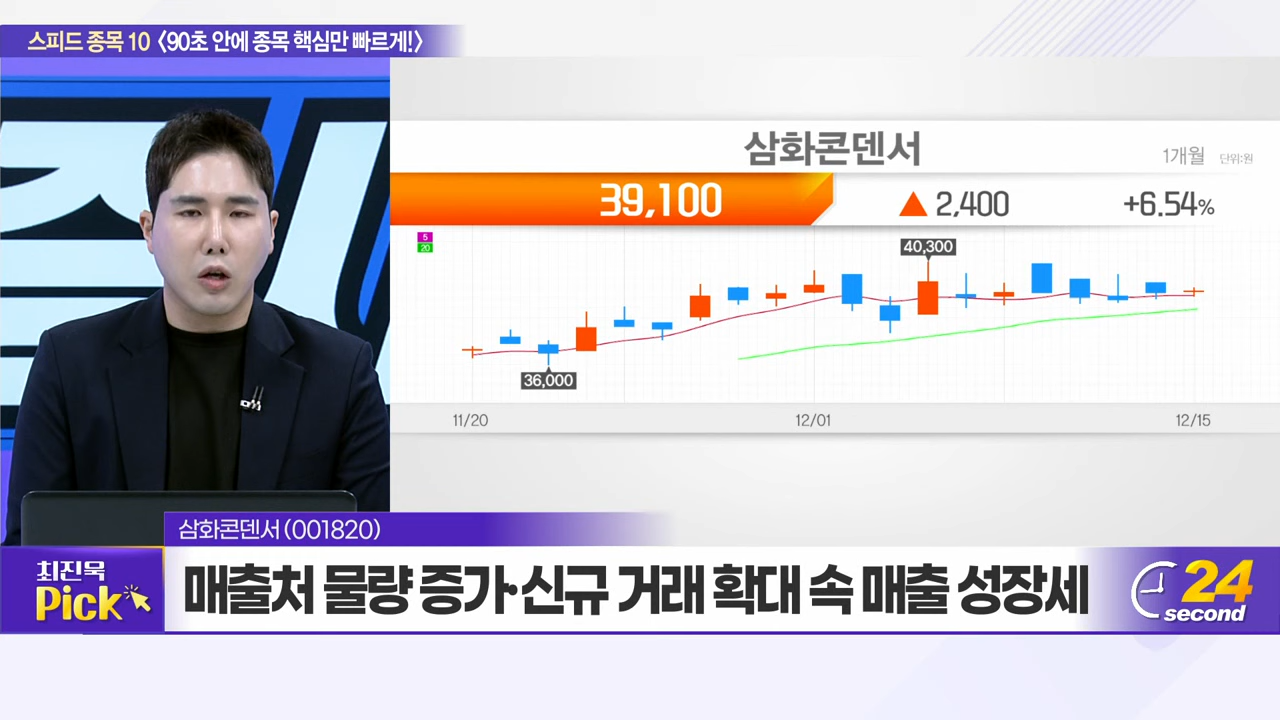 스피드 종목 10 <90초 안에 종목 핵심만 빠르게!>
삼화콘덴서
1개월 단위:원
39,100 ▲ 2,400 +6.54%
5
20
40,300
36,000
11/20 12/01 12/15
삼화콘덴서(001820)
최진욱
Pick
매출처 물량 증가·신규 거래 확대 속 매출 성장세
24
second